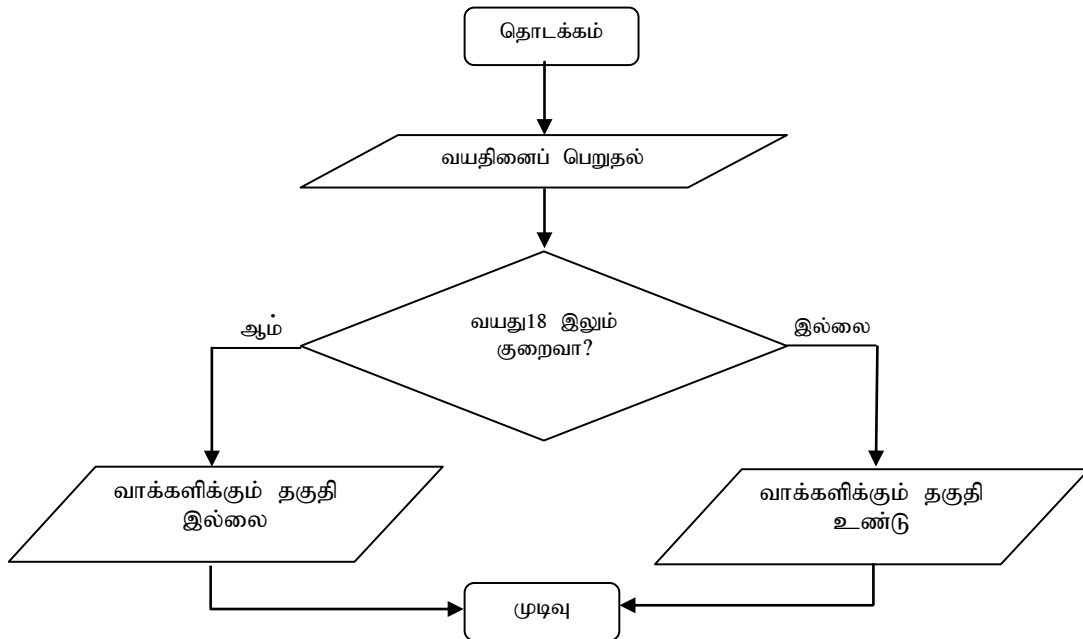 தொடக்கம்
வயதினைப் பெறுதல்
வயது18 இலும்
குறைவா?
ஆம்
இல்லை
வாக்களிக்கும் தகுதி
இல்லை
வாக்களிக்கும் தகுதி
உண்டு
முடிவு